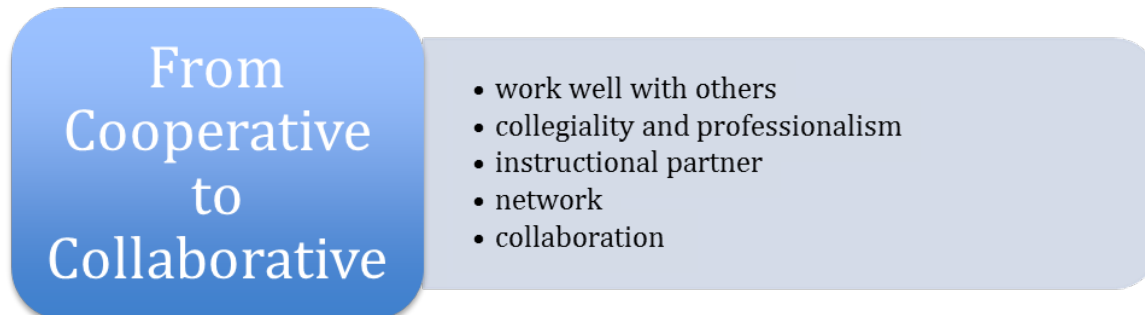 From
Cooperative
to
Collaborative
• work well with others
• collegiality and professionalism
• instructional partner
• network
• collaboration